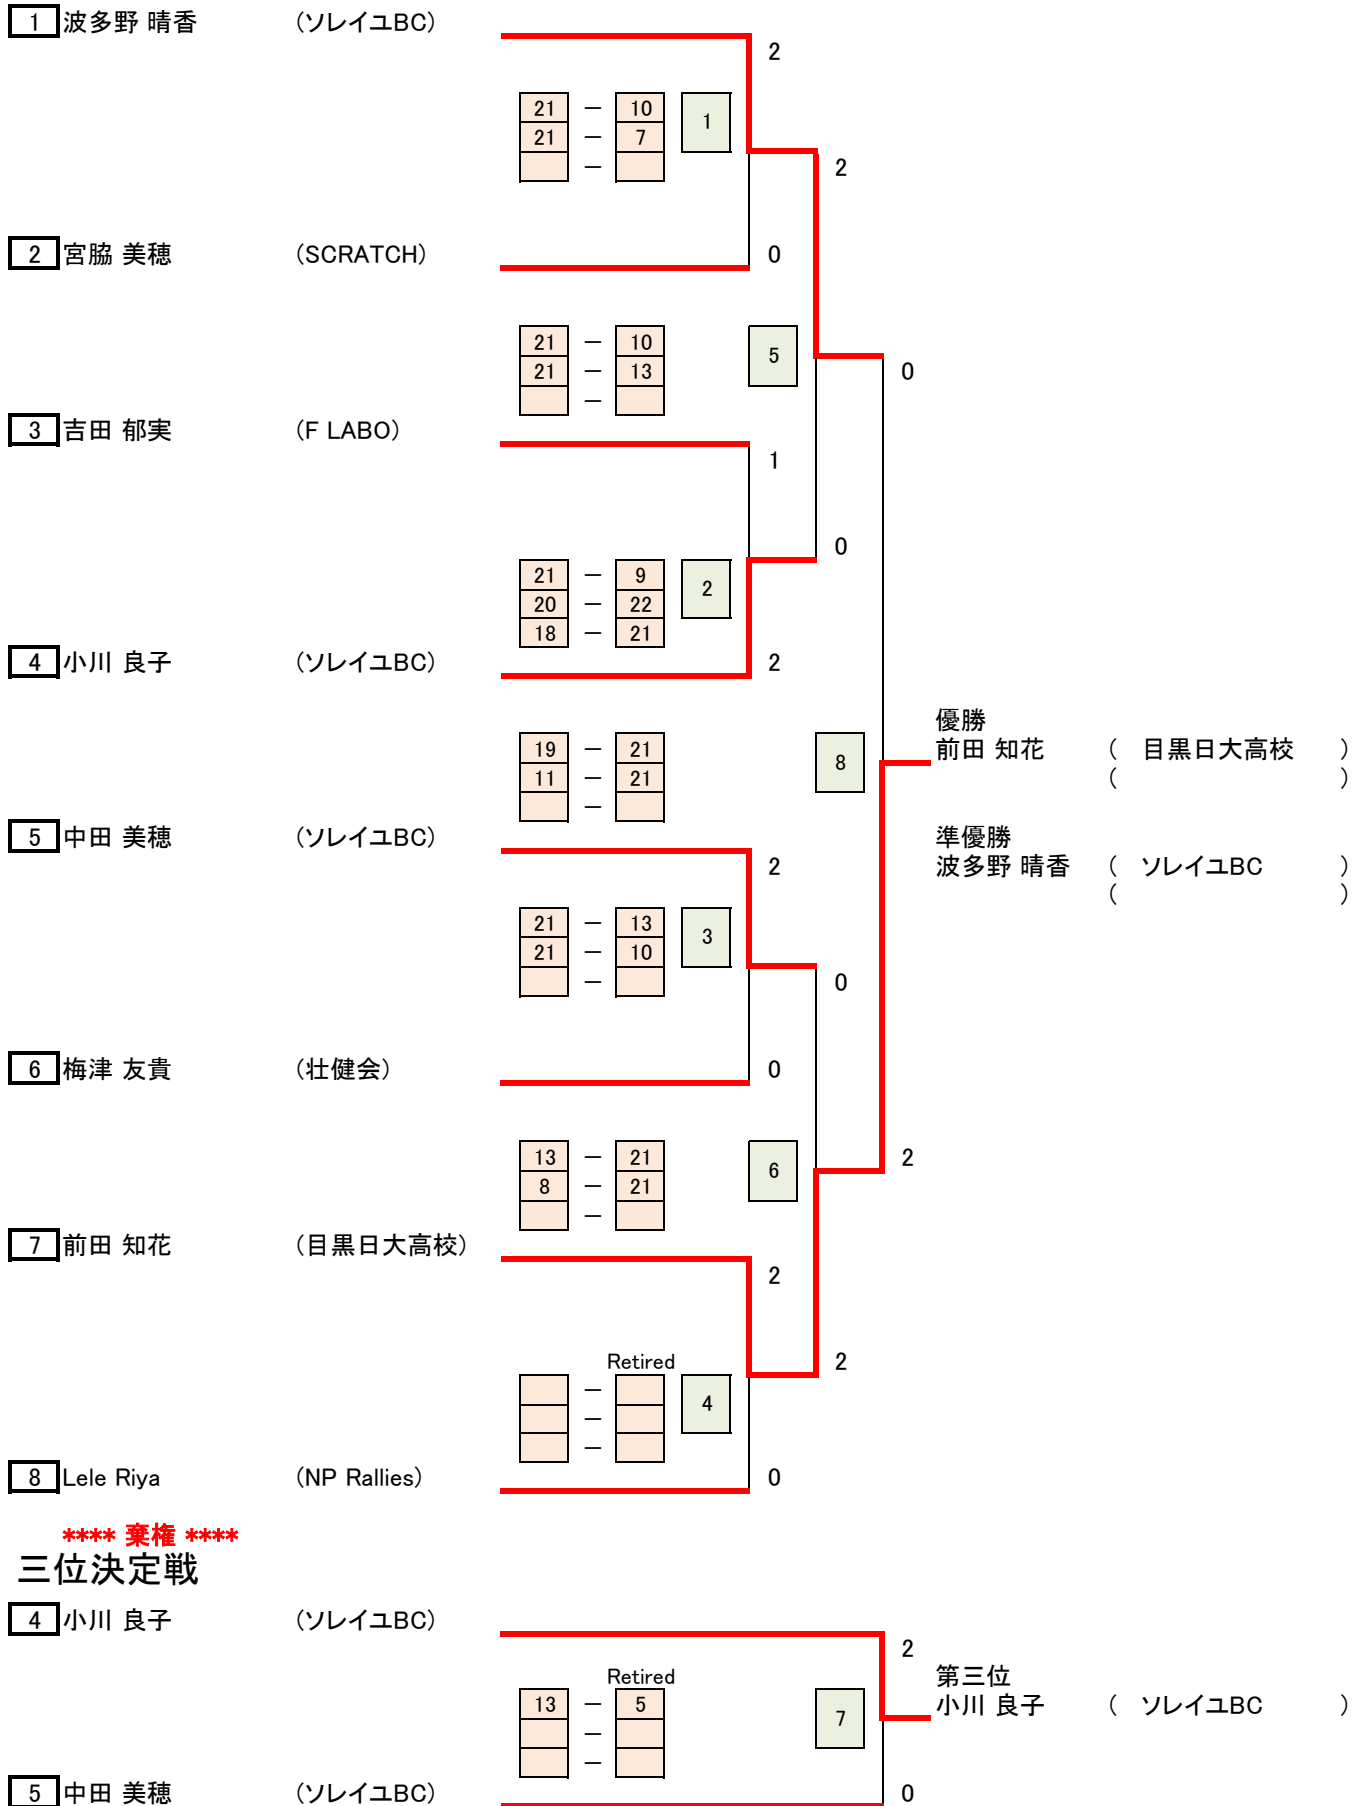 1 波多野 晴香 (ソレイユBC)
2
21 － 10 1
21 － 7
－
2
2 宮脇 美穂 (SCRATCH) 0
21 － 10 5
21 － 13
－
0
3 吉田 郁実 (F LABO)
1
0
21 － 9 2
20 － 22
18 － 21
4 小川 良子 (ソレイユBC) 2
優勝
前田 知花 ( 目黒日大高校 )
( )
19 － 21 8
11 － 21
－
準優勝
波多野 晴香 ( ソレイユBC )
( )
5 中田 美穂 (ソレイユBC)
2
21 － 13 3
21 － 10
－
0
6 梅津 友貴 (壮健会) 0
13 － 21 6
8 － 21
－
2
7 前田 知花 (目黒日大高校)
2
Retired 2
－ 4
－
－
8 Lele Riya (NP Rallies) 0
**** 棄権 ****
三位決定戦
4 小川 良子 (ソレイユBC)
2
Retired
13 － 5 7
－
－
第三位
小川 良子 ( ソレイユBC )
5 中田 美穂 (ソレイユBC) 0